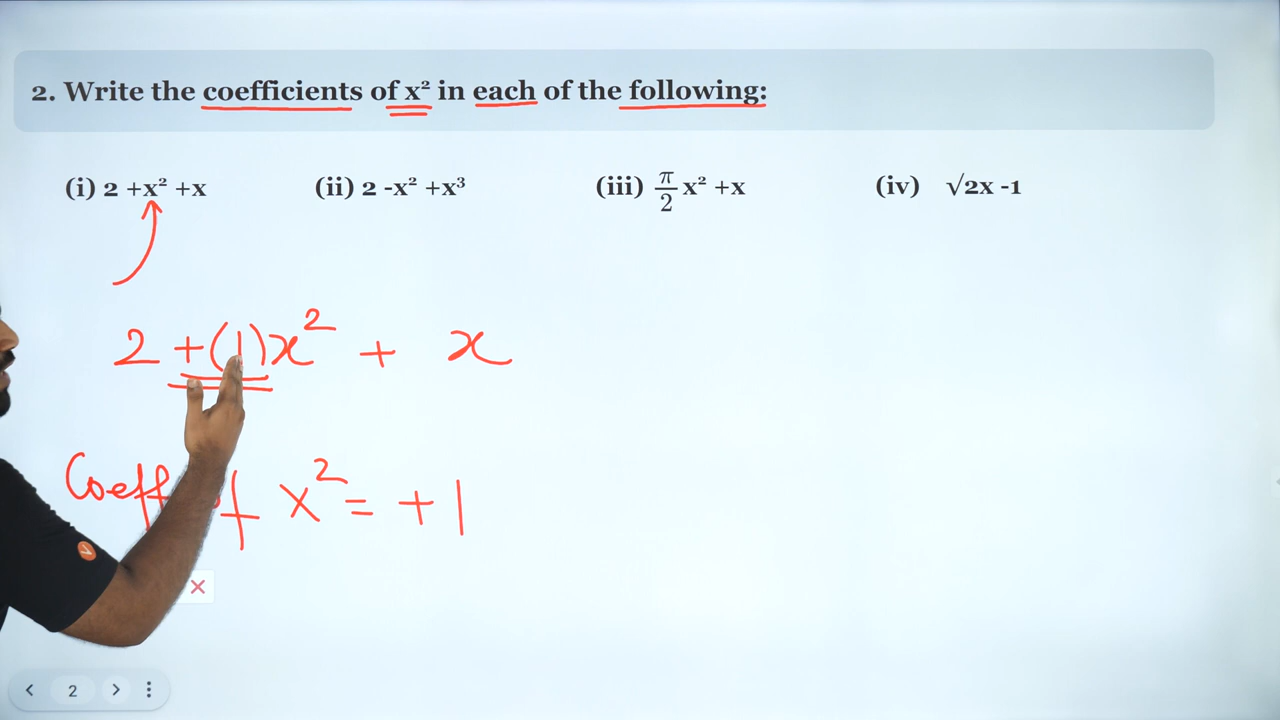 2. Write the coefficients of x² in each of the following:
(i) 2 +x² +x (ii) 2 -x² +x³ (iii) π/2 x² +x (iv) √2x -1
2 +(1)x² + x
Coeff of x² = +1
2